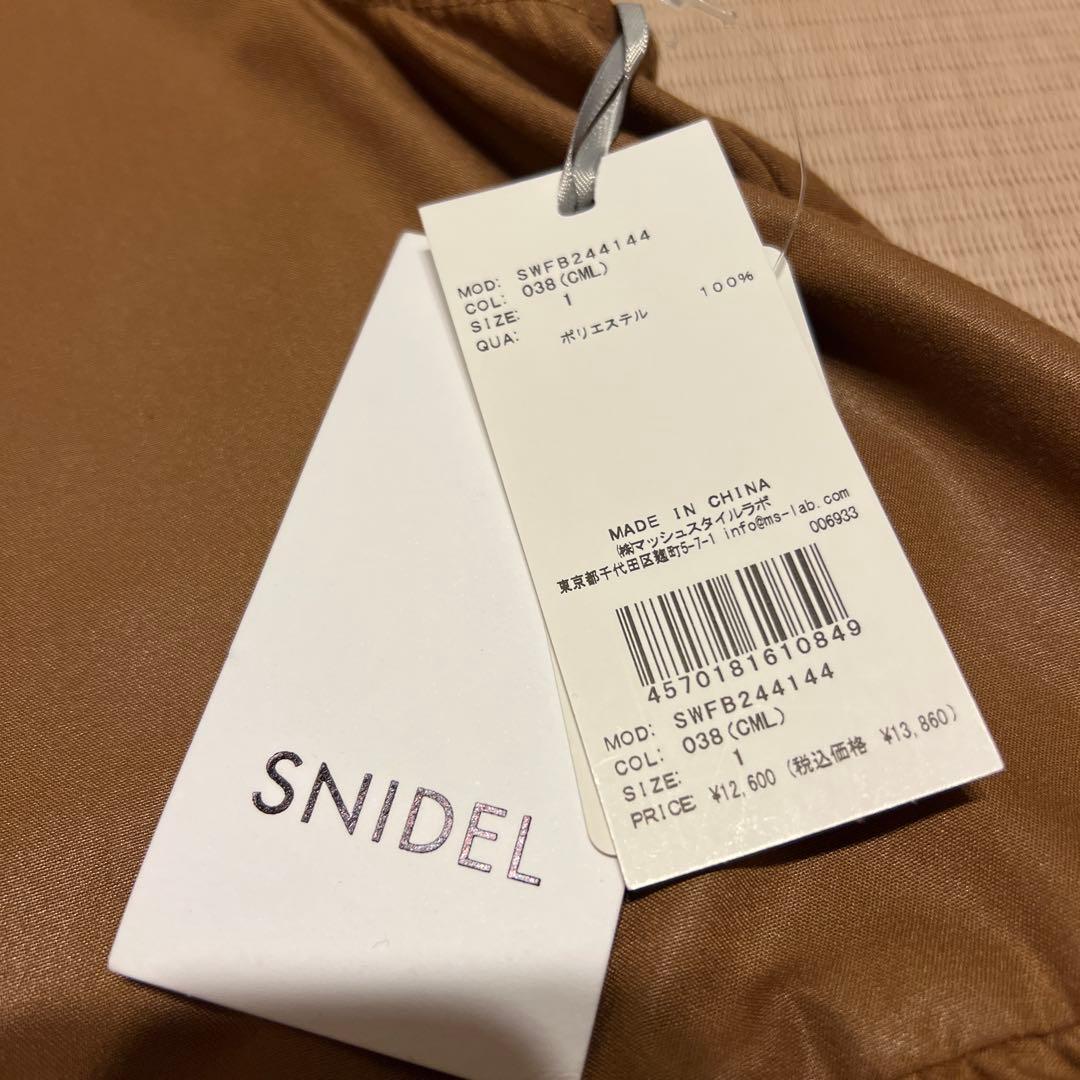 MOD: SWFB244144
COL: 038(CML)
SIZE: 1
QUA: ポリエステル 100%
MADE IN CHINA
㈱マッシュスタイルラボ
東京都千代田区麹町5-7-1 info@ms-lab.com
006933
4570181610849
MOD: SWFB244144
COL: 038(CML)
SIZE: 1
PRICE: ¥12,600 (税込価格 ¥13,860)
SNIDEL